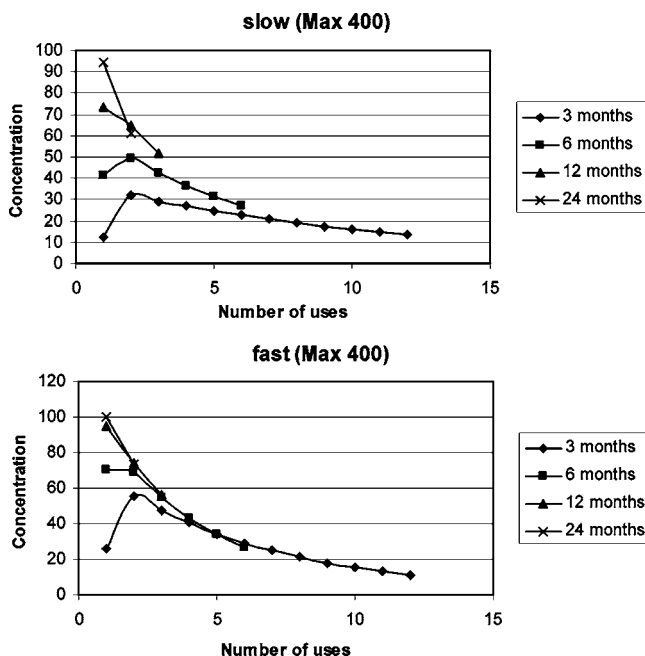 slow (Max 400)
100
90
80
70
60
50
40
30
20
10
0
Concentration
0 5 10 15
Number of uses
3 months
6 months
12 months
24 months
fast (Max 400)
120
100
80
60
40
20
0
Concentration
0 5 10 15
Number of uses
3 months
6 months
12 months
24 months